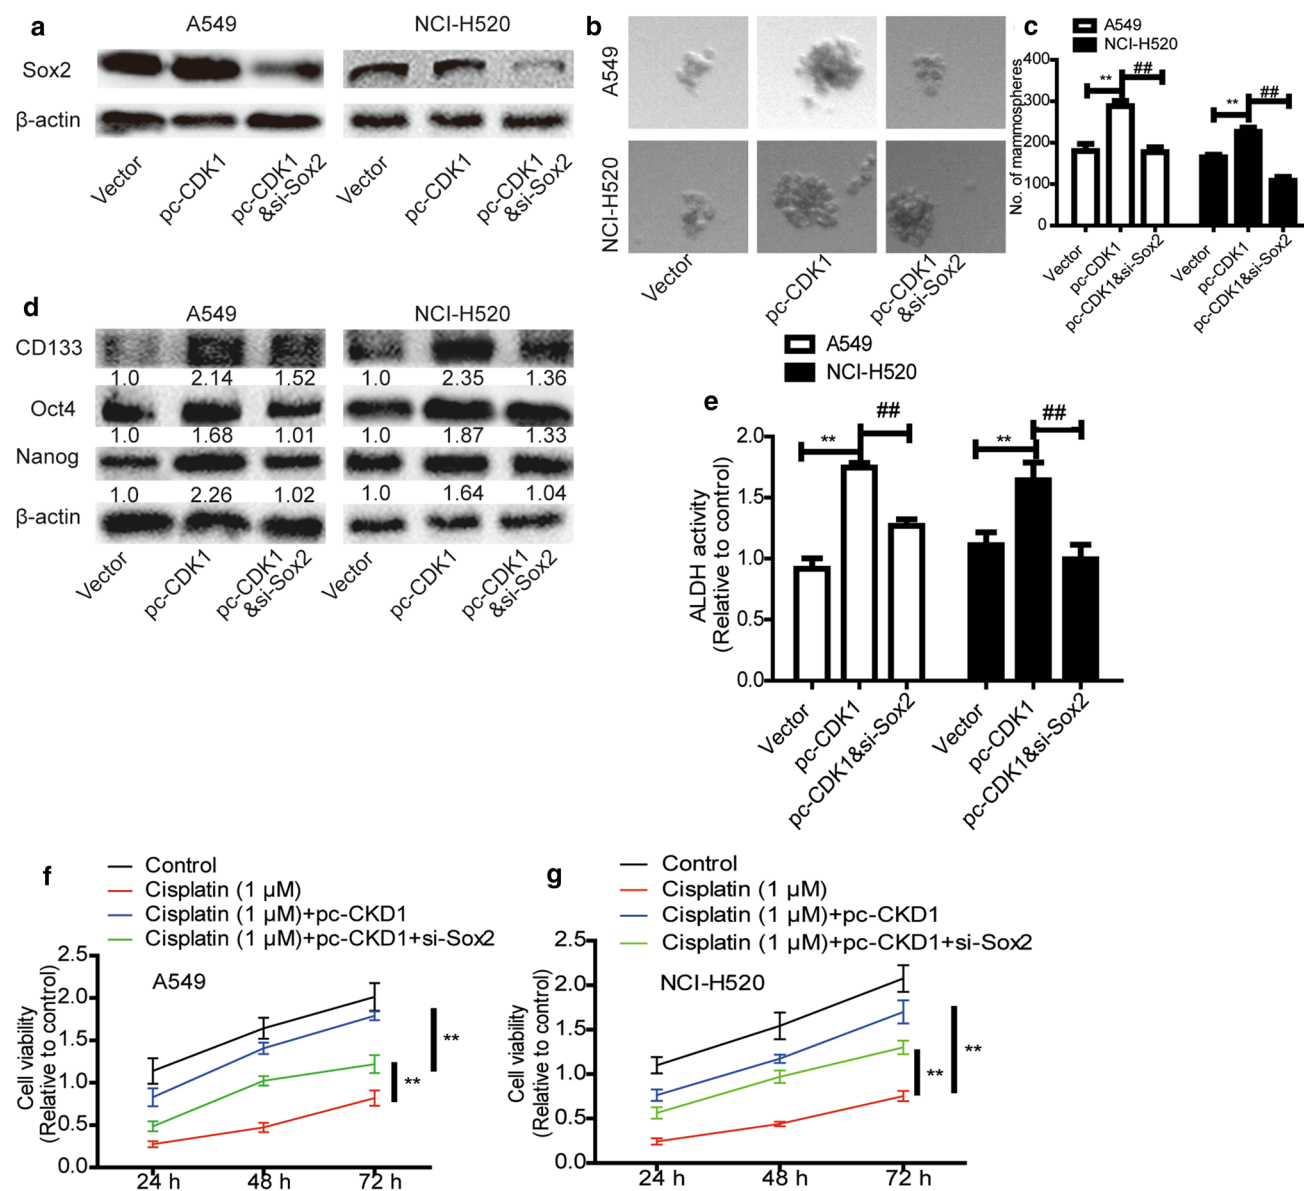 a
A549
NCI-H520
Sox2
β-actin
Vector
pc-CDK1
pc-CDK1
&si-Sox2
Vector
pc-CDK1
pc-CDK1
&si-Sox2
b
A549
NCI-H520
Vector
pc-CDK1
pc-CDK1
&si-Sox2
c
A549
NCI-H520
No. of mammospheres
400
300
200
100
0
**
##
**
##
Vector
pc-CDK1
pc-CDK1&si-Sox2
Vector
pc-CDK1
pc-CDK1&si-Sox2
d
A549
NCI-H520
CD133
1.0 2.14 1.52 1.0 2.35 1.36
Oct4
1.0 1.68 1.01 1.0 1.87 1.33
Nanog
1.0 2.26 1.02 1.0 1.64 1.04
β-actin
Vector
pc-CDK1
pc-CDK1
&si-Sox2
Vector
pc-CDK1
pc-CDK1
&si-Sox2
A549
NCI-H520
e
ALDH activity
(Relative to control)
2.0
1.5
1.0
0.5
0.0
**
##
**
##
Vector
pc-CDK1
pc-CDK1&si-Sox2
Vector
pc-CDK1
pc-CDK1&si-Sox2
f
Control
Cisplatin (1 μM)
Cisplatin (1 μM)+pc-CKD1
Cisplatin (1 μM)+pc-CKD1+si-Sox2
A549
Cell viability
(Relative to control)
2.5
2.0
1.5
1.0
0.5
0.0
24 h 48 h 72 h
**
**
g
Control
Cisplatin (1 μM)
Cisplatin (1 μM)+pc-CKD1
Cisplatin (1 μM)+pc-CKD1+si-Sox2
NCI-H520
Cell viability
(Relative to control)
2.5
2.0
1.5
1.0
0.5
0.0
24 h 48 h 72 h
**
**